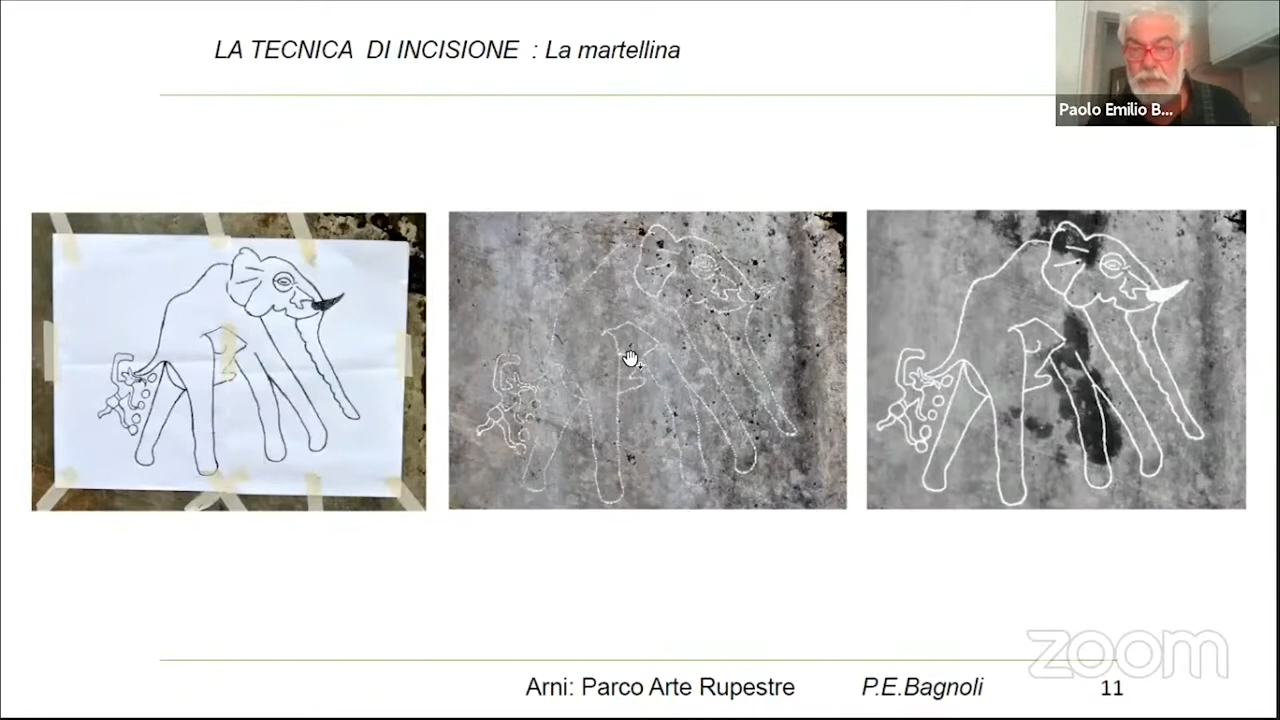 LA TECNICA DI INCISIONE : La martellina
Paolo Emilio B...
zoom
Arni: Parco Arte Rupestre P.E.Bagnoli 11